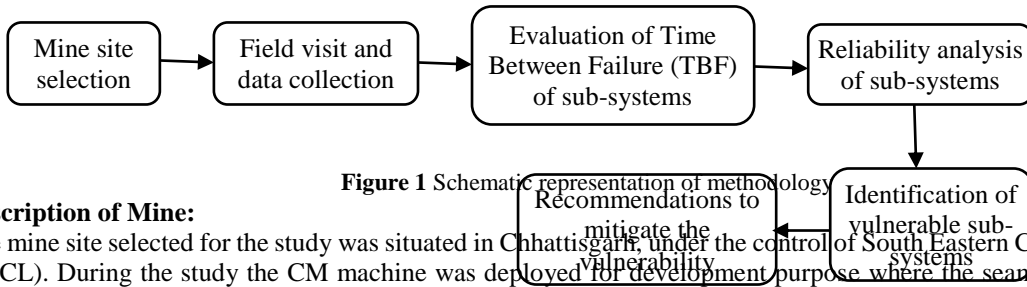 Mine site
selection
Field visit and
data collection
Evaluation of Time
Between Failure (TBF)
of sub-systems
Reliability analysis
of sub-systems
Identification of
vulnerable sub-
systems
Recommendations to
mitigate the
vulnerability
Figure 1 Schematic representation of methodology
scription of Mine:
mine site selected for the study was situated in Chhattisgarh, under the control of South Eastern C
CL). During the study the CM machine was deployed for development purpose where the sean